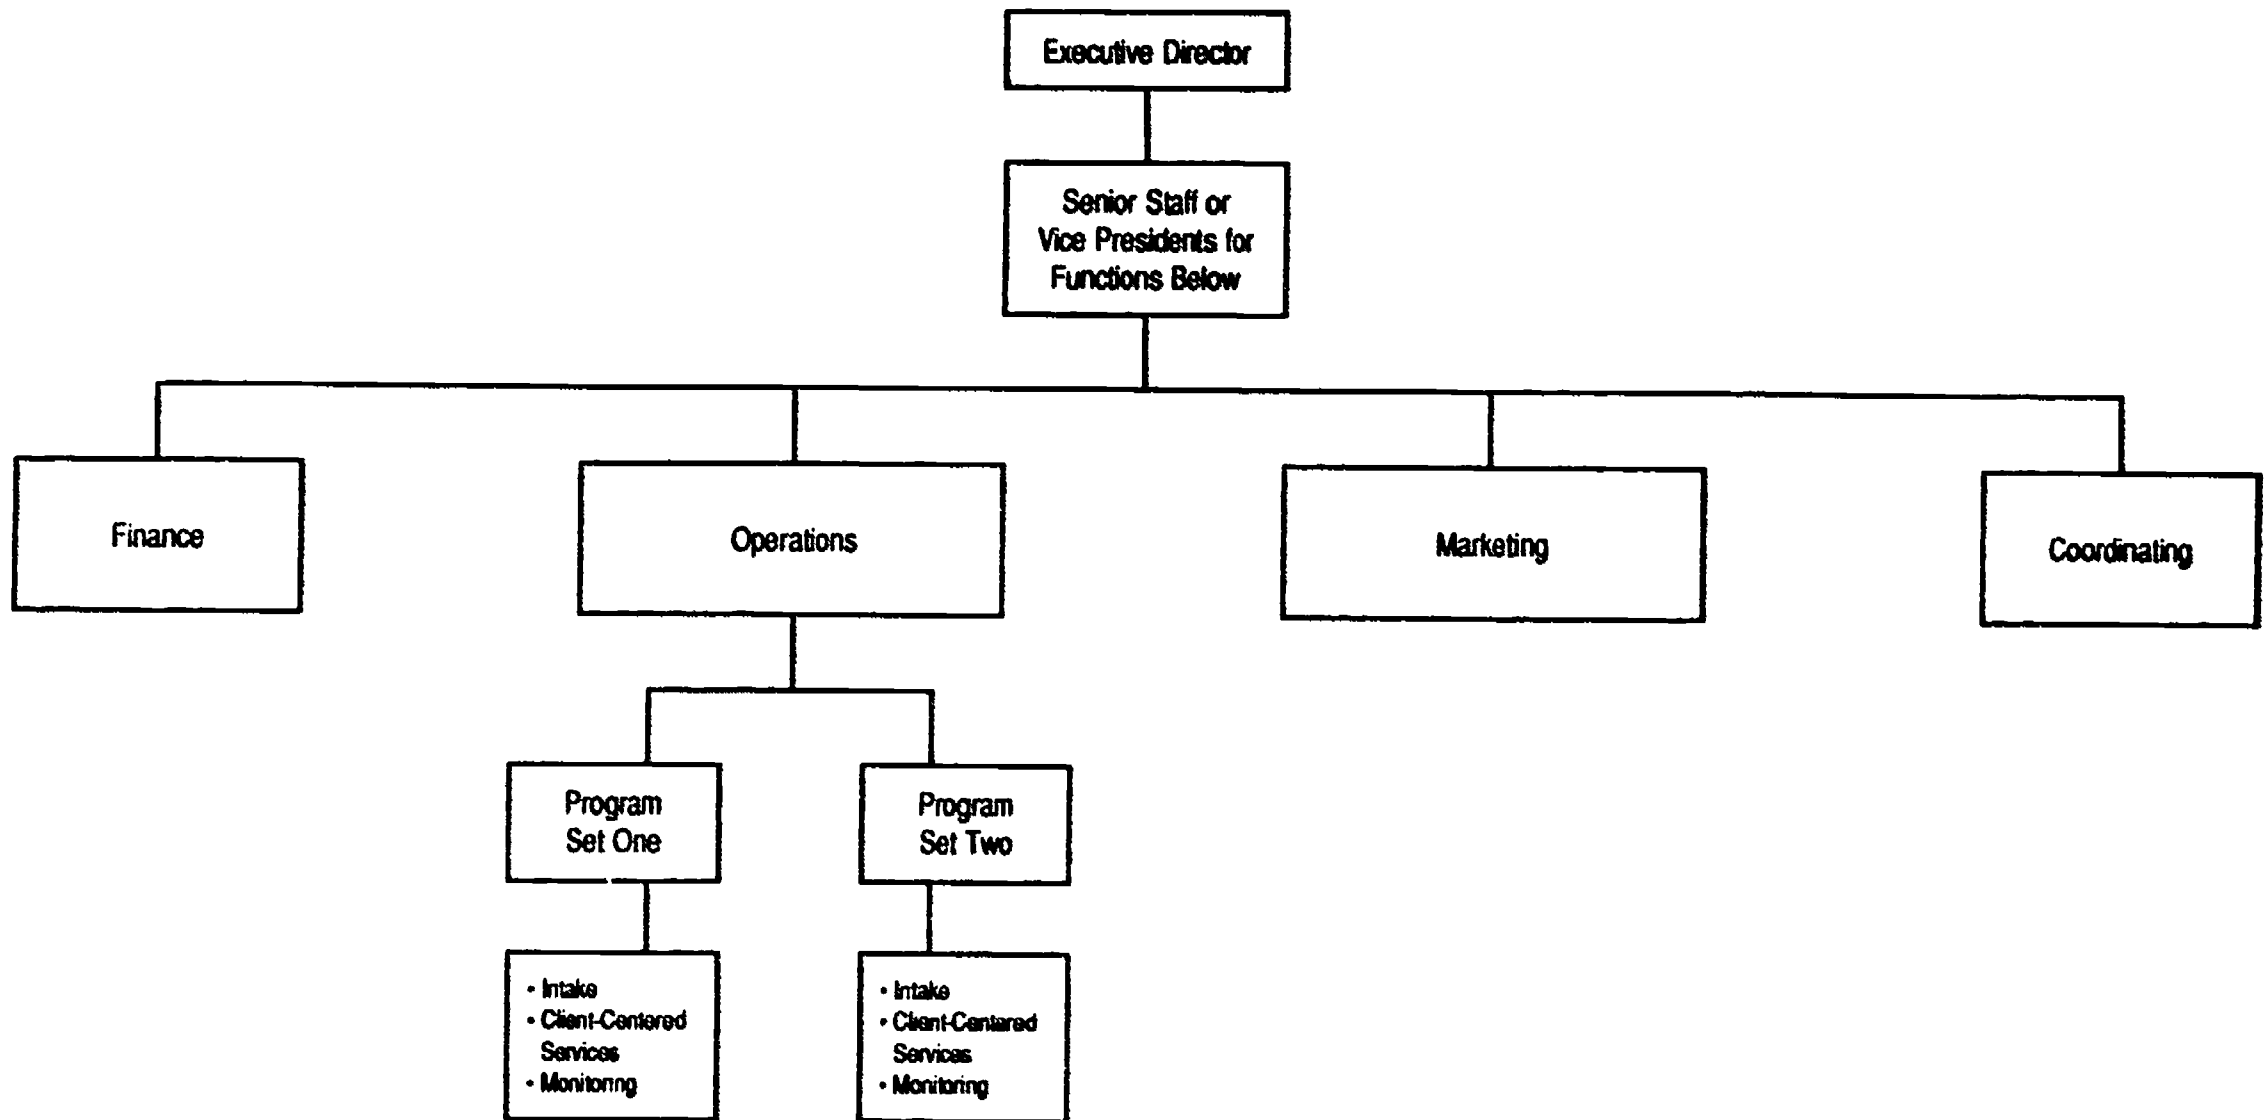 Executive Director
Senior Staff or
Vice Presidents for
Functions Below
Finance
Operations
Marketing
Coordinating
Program
Set One
Program
Set Two
• Intake
• Client-Centered
Services
• Monitoring
• Intake
• Client-Centered
Services
• Monitoring